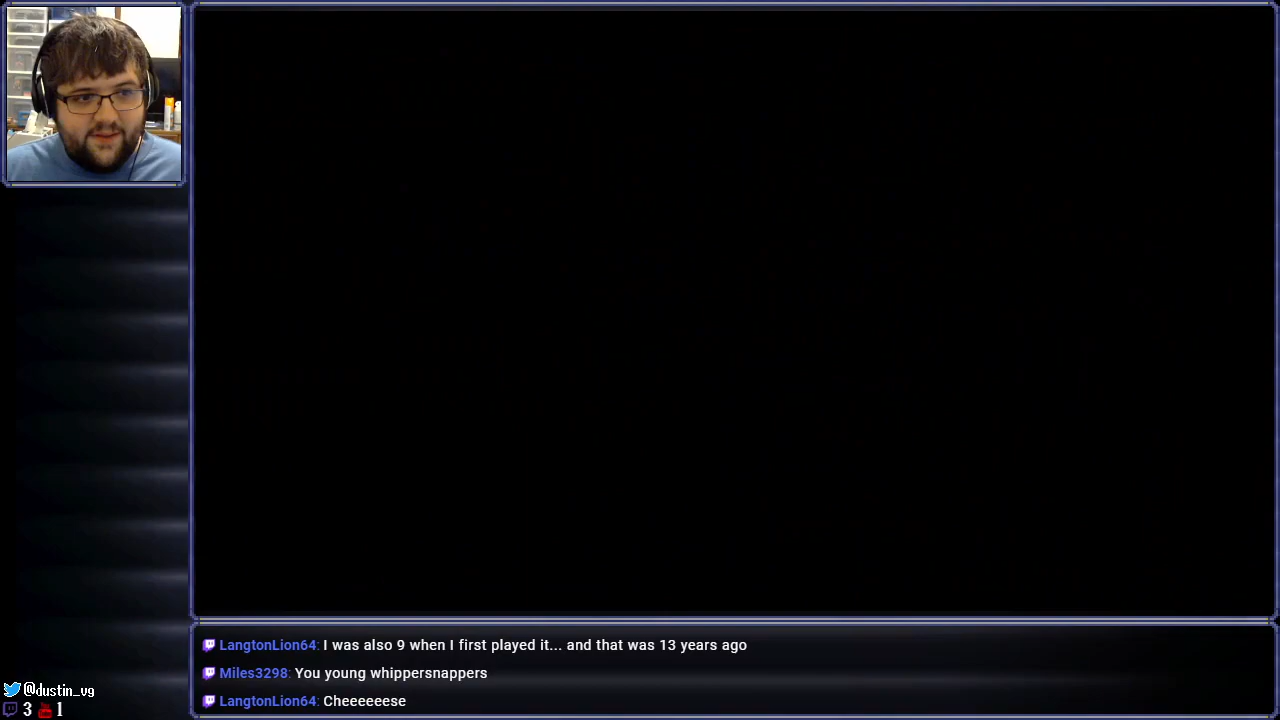 LangtonLion64: I was also 9 when I first played it... and that was 13 years ago
Miles3298: You young whippersnappers
LangtonLion64: Cheeeeeese
@dustin_vg
3 1